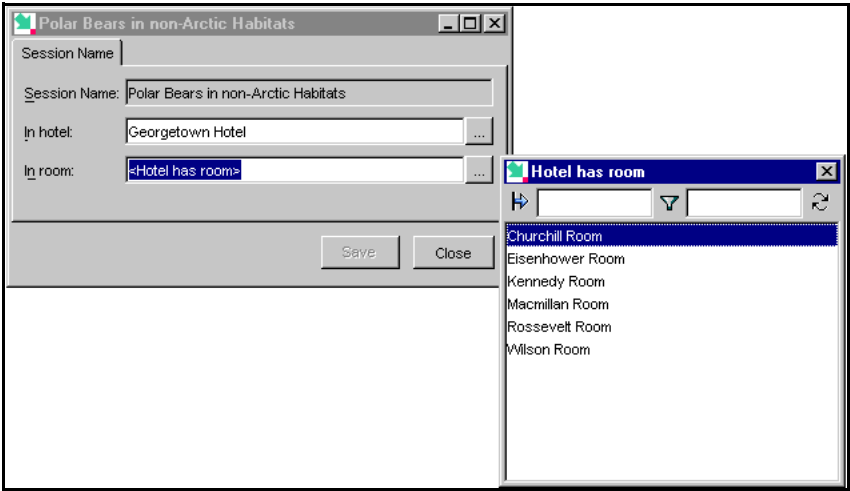 Polar Bears in non-Arctic Habitats
Session Name
Session Name: Polar Bears in non-Arctic Habitats
In hotel: Georgetown Hotel ...
In room: <Hotel has room> ...
Save Close
Hotel has room
Churchill Room
Eisenhower Room
Kennedy Room
Macmillan Room
Rossevelt Room
Wilson Room